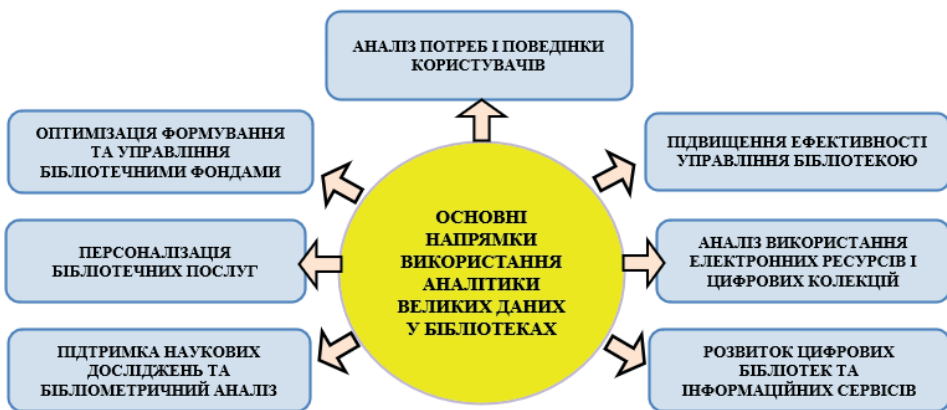 АНАЛІЗ ПОТРЕБ І ПОВЕДІНКИ
КОРИСТУВАЧІВ
ОПТИМІЗАЦІЯ ФОРМУВАННЯ
ТА УПРАВЛІННЯ
БІБЛІОТЕЧНИМИ ФОНДАМИ
ПІДВИЩЕННЯ ЕФЕКТИВНОСТІ
УПРАВЛІННЯ БІБЛІОТЕКОЮ
ОСНОВНІ
НАПРЯМКИ
ВИКОРИСТАННЯ
АНАЛІТИКИ
ВЕЛИКИХ ДАНИХ
У БІБЛІОТЕКАХ
ПЕРСОНАЛІЗАЦІЯ
БІБЛІОТЕЧНИХ ПОСЛУГ
АНАЛІЗ ВИКОРИСТАННЯ
ЕЛЕКТРОННИХ РЕСУРСІВ І
ЦИФРОВИХ КОЛЕКЦІЙ
ПІДТРИМКА НАУКОВИХ
ДОСЛІДЖЕНЬ ТА
БІБЛІОМЕТРИЧНИЙ АНАЛІЗ
РОЗВИТОК ЦИФРОВИХ
БІБЛІОТЕК ТА
ІНФОРМАЦІЙНИХ СЕРВІСІВ